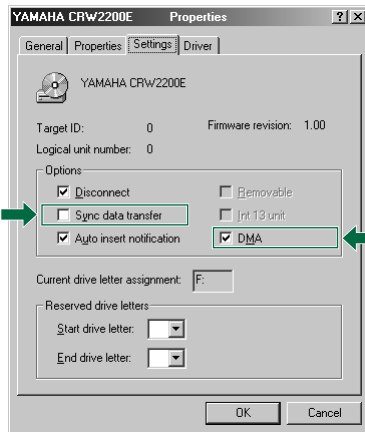 YAMAHA CRW2200E Properties
General Properties Settings Driver
YAMAHA CRW2200E
Target ID: 0 Firmware revision: 1.00
Logical unit number: 0
Options
Disconnect Removable
Sync data transfer Int 13 unit
Auto insert notification DMA
Current drive letter assignment: F:
Reserved drive letters
Start drive letter:
End drive letter:
OK Cancel